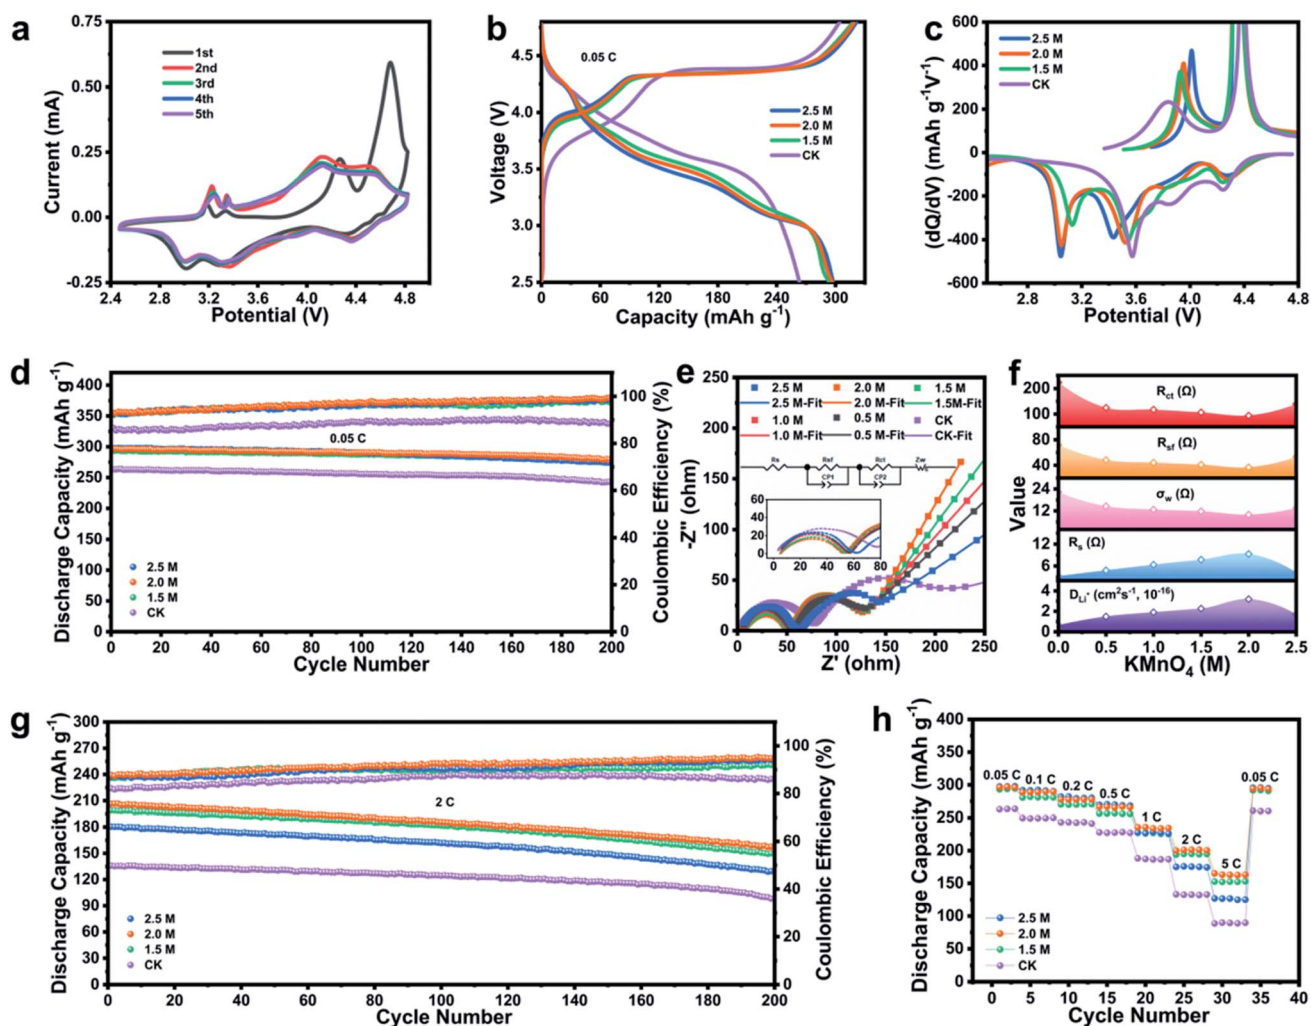 a
0.75
0.50
0.25
0.00
-0.25
Current (mA)
1st
2nd
3rd
4th
5th
2.4 2.8 3.2 3.6 4.0 4.4 4.8
Potential (V)
b
4.5
4.0
3.5
3.0
2.5
Voltage (V)
0.05 C
2.5 M
2.0 M
1.5 M
CK
0 60 120 180 240 300
Capacity (mAh g⁻¹)
c
600
400
200
0
-200
-400
-600
(dQ/dV) (mAh g⁻¹V⁻¹)
2.5 M
2.0 M
1.5 M
CK
2.8 3.2 3.6 4.0 4.4 4.8
Potential (V)
d
400
350
300
250
200
150
100
50
0
Discharge Capacity (mAh g⁻¹)
0.05 C
2.5 M
2.0 M
1.5 M
CK
100
80
60
40
20
0
Coulombic Efficiency (%)
0 20 40 60 80 100 120 140 160 180 200
Cycle Number
e
250
200
150
100
50
0
-Z'' (ohm)
2.5 M 2.0 M 1.5 M
2.5 M-Fit 2.0 M-Fit 1.5M-Fit
1.0 M 0.5 M CK
1.0 M-Fit 0.5 M-Fit CK-Fit
Rs Rsf Rct Zw
CP1 CP2
60
40
20
0
0 20 40 60 80
0 50 100 150 200 250
Z' (ohm)
f
Value
200
100
R_ct (Ω)
80
40
R_sf (Ω)
24
12
σ_w (Ω)
12
6
R_s (Ω)
4
2
0
D_Li⁺ (cm²s⁻¹, 10⁻¹⁶)
0.0 0.5 1.0 1.5 2.0 2.5
KMnO₄ (M)
g
300
270
240
210
180
150
120
90
60
30
0
Discharge Capacity (mAh g⁻¹)
2 C
2.5 M
2.0 M
1.5 M
CK
100
80
60
40
20
0
Coulombic Efficiency (%)
0 20 40 60 80 100 120 140 160 180 200
Cycle Number
h
400
350
300
250
200
150
100
50
0
Discharge Capacity (mAh g⁻¹)
0.05 C 0.1 C 0.2 C 0.5 C 1 C 2 C 5 C 0.05 C
2.5 M
2.0 M
1.5 M
CK
0 5 10 15 20 25 30 35 40
Cycle Number